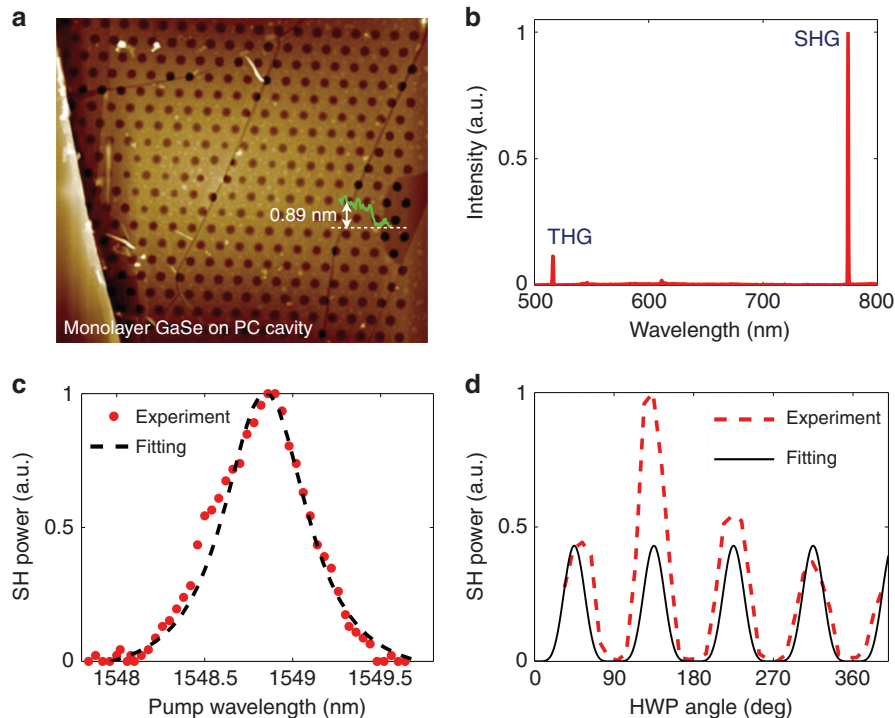 a
0.89 nm
Monolayer GaSe on PC cavity
b
Intensity (a.u.)
1
0.5
0
SHG
THG
500
600
700
800
Wavelength (nm)
c
SH power (a.u.)
1
0.5
0
Experiment
Fitting
1548
1548.5
1549
1549.5
Pump wavelength (nm)
d
SH power (a.u.)
1
0.5
0
Experiment
Fitting
0
90
180
270
360
HWP angle (deg)